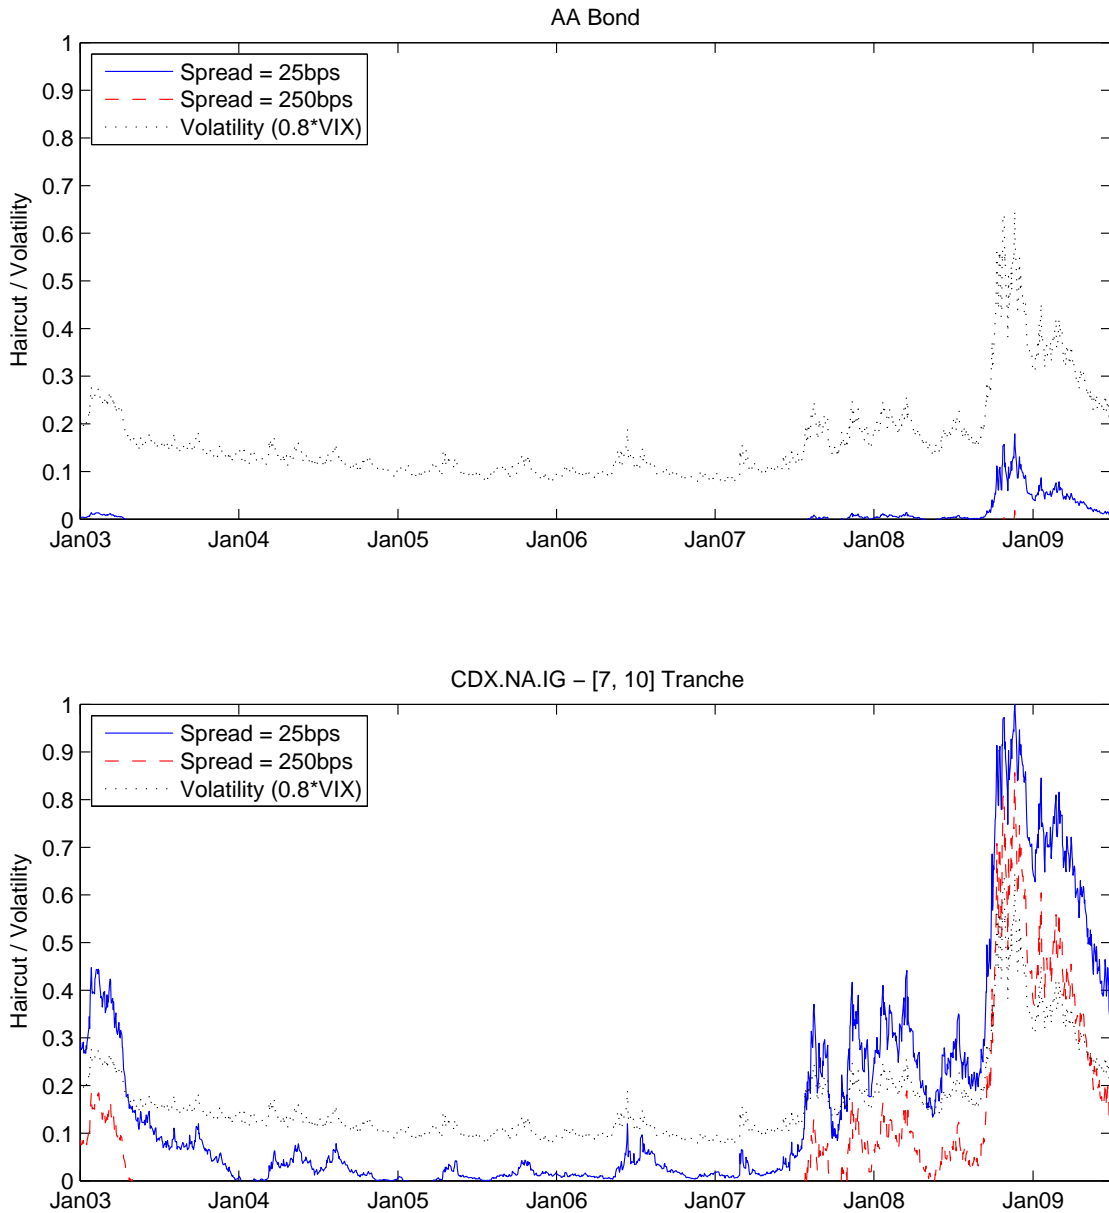 AA Bond
1
0.9
0.8
0.7
0.6
0.5
0.4
0.3
0.2
0.1
0
Haircut / Volatility
Spread = 25bps
Spread = 250bps
Volatility (0.8*VIX)
Jan03 Jan04 Jan05 Jan06 Jan07 Jan08 Jan09
CDX.NA.IG − [7, 10] Tranche
1
0.9
0.8
0.7
0.6
0.5
0.4
0.3
0.2
0.1
0
Haircut / Volatility
Spread = 25bps
Spread = 250bps
Volatility (0.8*VIX)
Jan03 Jan04 Jan05 Jan06 Jan07 Jan08 Jan09